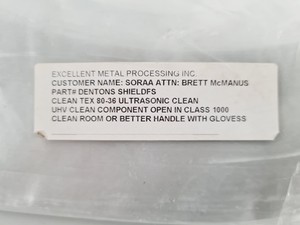 EXCELLENT METAL PROCESSING INC.
CUSTOMER NAME: SORAA ATTN: BRETT McMANUS
PART# DENTONS SHIELDFS
CLEAN TEX 80-36 ULTRASONIC CLEAN
UHV CLEAN COMPONENT OPEN IN CLASS 1000
CLEAN ROOM OR BETTER HANDLE WITH GLOVESS